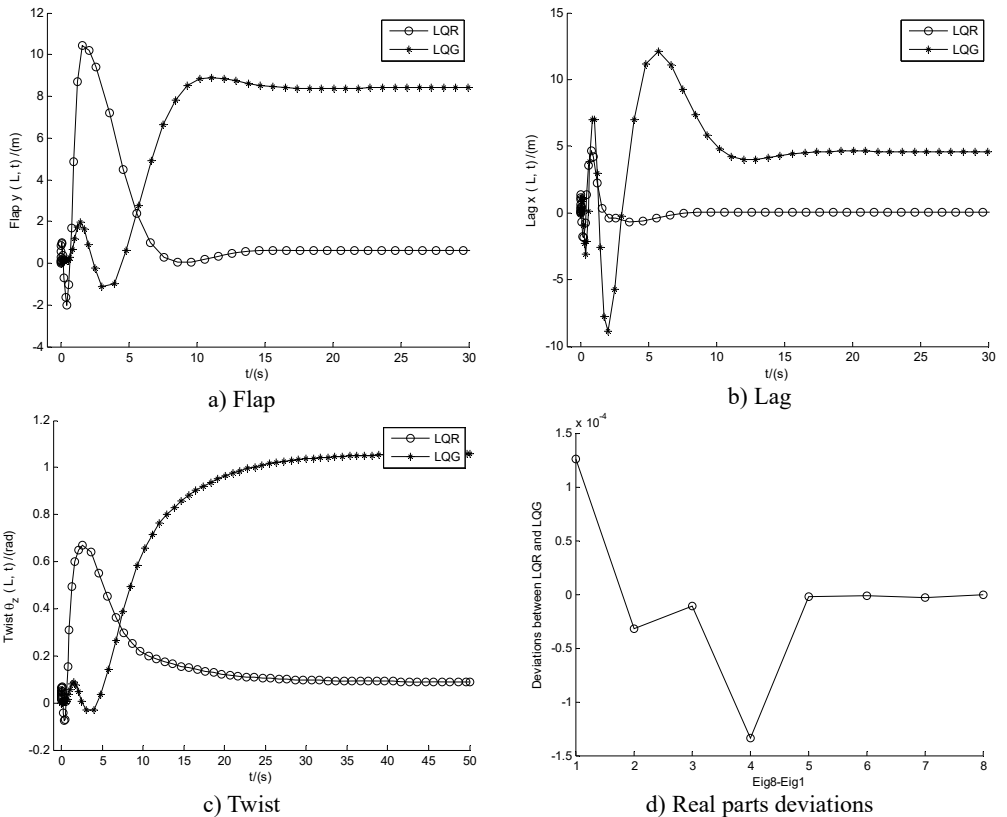 12
10
8
6
4
2
0
-2
-4
Flap y ( L, t) /(m)
0 5 10 15 20 25 30
t/(s)
LQR
LQG
a) Flap
15
10
5
0
-5
-10
Lag x ( L, t) /(m)
0 5 10 15 20 25 30
t/(s)
LQR
LQG
b) Lag
1.2
1
0.8
0.6
0.4
0.2
0
-0.2
Twist θz (L, t) /(rad)
0 5 10 15 20 25 30 35 40 45 50
t/(s)
LQR
LQG
c) Twist
x 10^-4
1.5
1
0.5
0
-0.5
-1
-1.5
Deviations between LQR and LQG
1 2 3 4 5 6 7 8
Eig8-Eig1
d) Real parts deviations